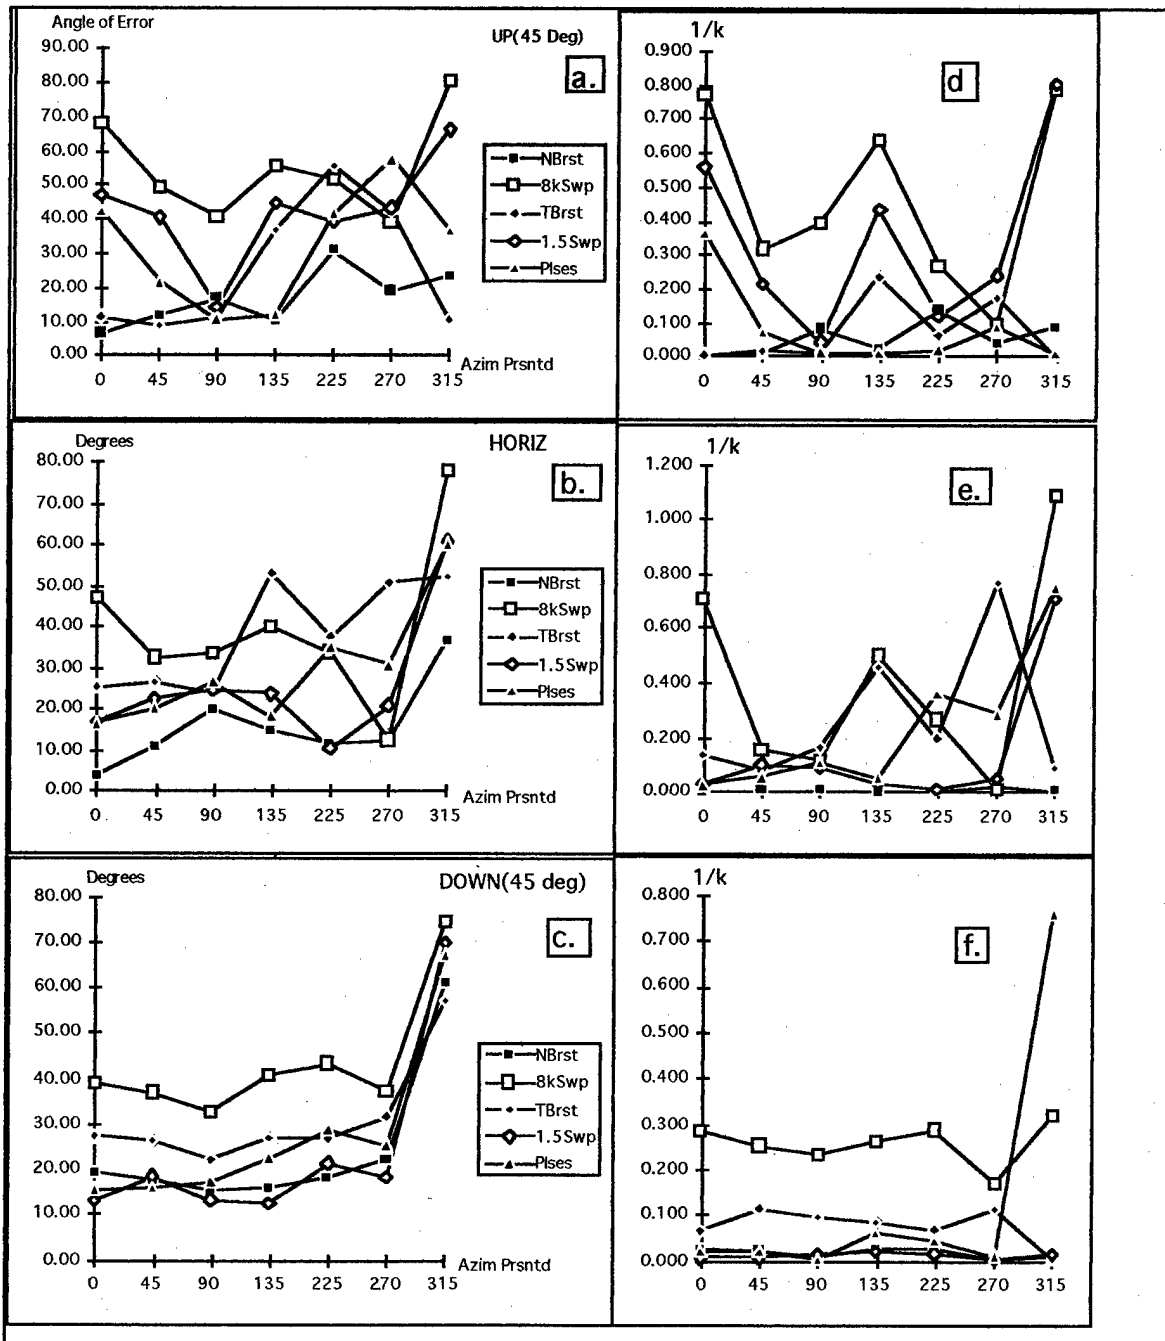 Angle of Error
UP(45 Deg)
a.
90.00
80.00
70.00
60.00
50.00
40.00
30.00
20.00
10.00
0.00
0 45 90 135 225 270 315
Azim Prsntd
NBrst
8kSwp
TBrst
1.5Swp
Plses
1/k
d
0.900
0.800
0.700
0.600
0.500
0.400
0.300
0.200
0.100
0.000
0 45 90 135 225 270 315
Degrees
HORIZ
b.
80.00
70.00
60.00
50.00
40.00
30.00
20.00
10.00
0.00
0 45 90 135 225 270 315
Azim Prsntd
NBrst
8kSwp
TBrst
1.5Swp
Plses
1/k
e.
1.200
1.000
0.800
0.600
0.400
0.200
0.000
0 45 90 135 225 270 315
Degrees
DOWN(45 deg)
c.
80.00
70.00
60.00
50.00
40.00
30.00
20.00
10.00
0.00
0 45 90 135 225 270 315
Azim Prsntd
NBrst
8kSwp
TBrst
1.5Swp
Plses
1/k
f.
0.800
0.700
0.600
0.500
0.400
0.300
0.200
0.100
0.000
0 45 90 135 225 270 315